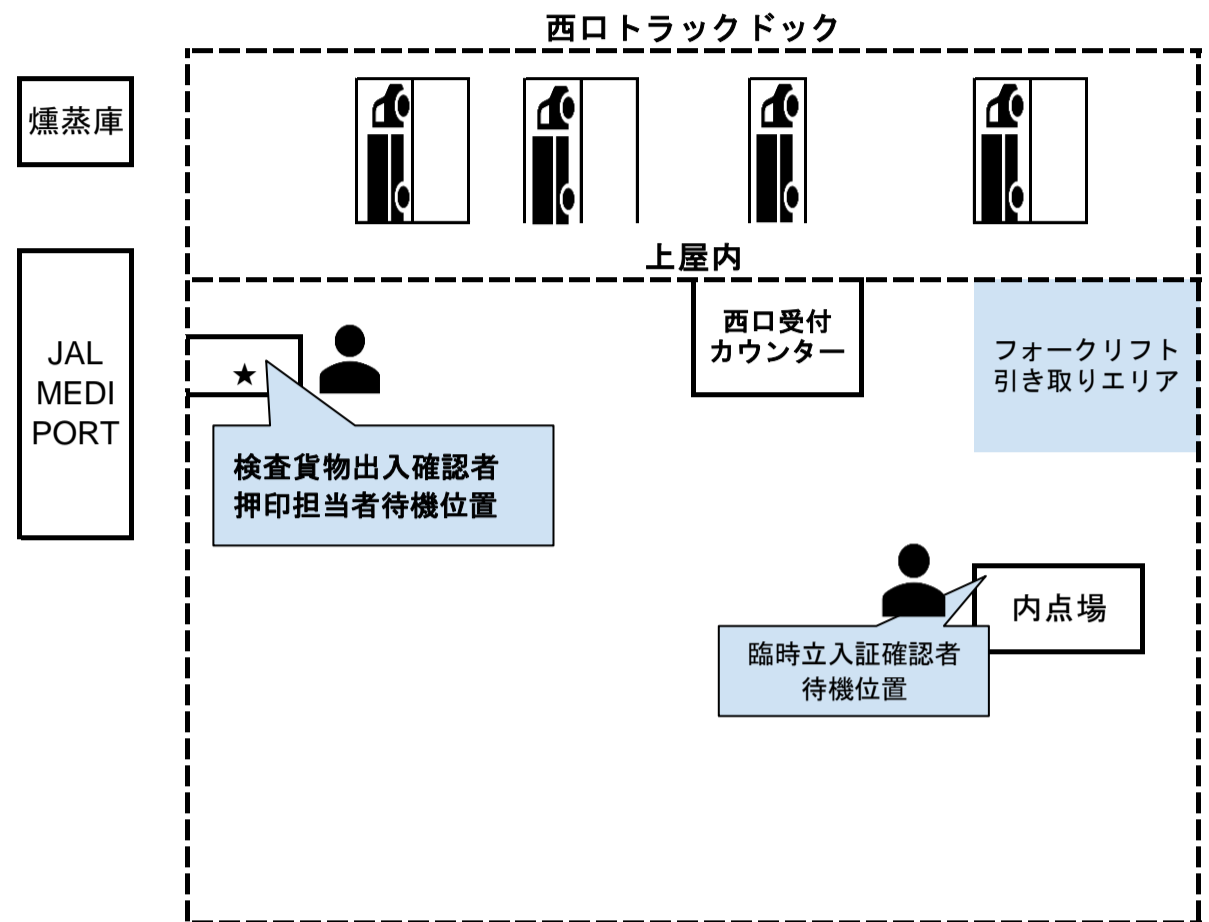 西口トラックドック
燻蒸庫
上屋内
JAL
MEDI
PORT
西口受付
カウンター
フォークリフト
引き取りエリア
★
検査貨物出入確認者
押印担当者待機位置
内点場
臨時立入証確認者
待機位置